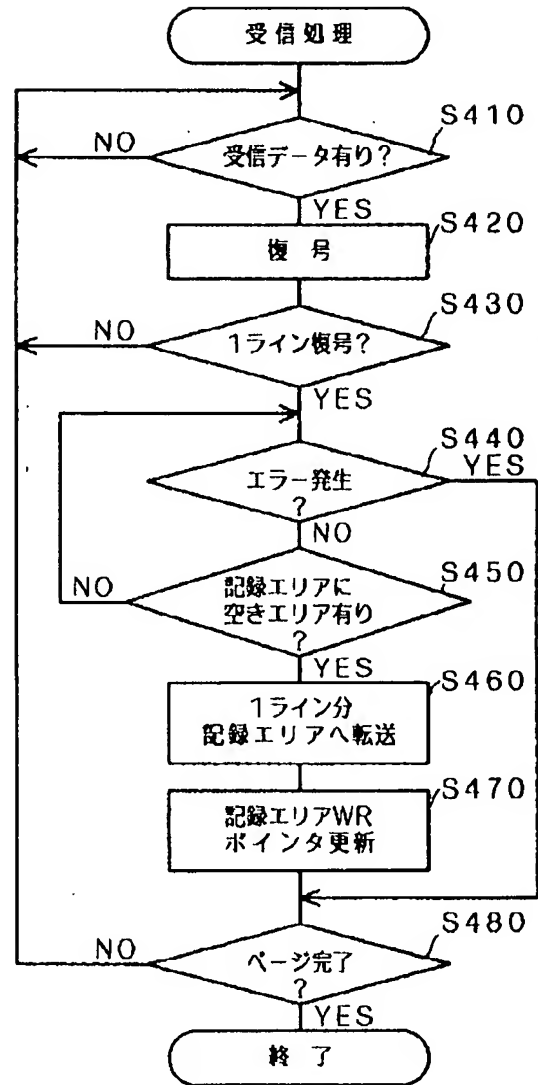 受信処理
S410
NO
受信データ有り?
YES
S420
復号
S430
NO
1ライン復号?
YES
S440
YES
エラー発生
?
NO
S450
NO
記録エリアに
空きエリア有り
?
YES
S460
1ライン分
記録エリアへ転送
S470
記録エリアWR
ポインタ更新
S480
NO
ページ完了
?
YES
終了